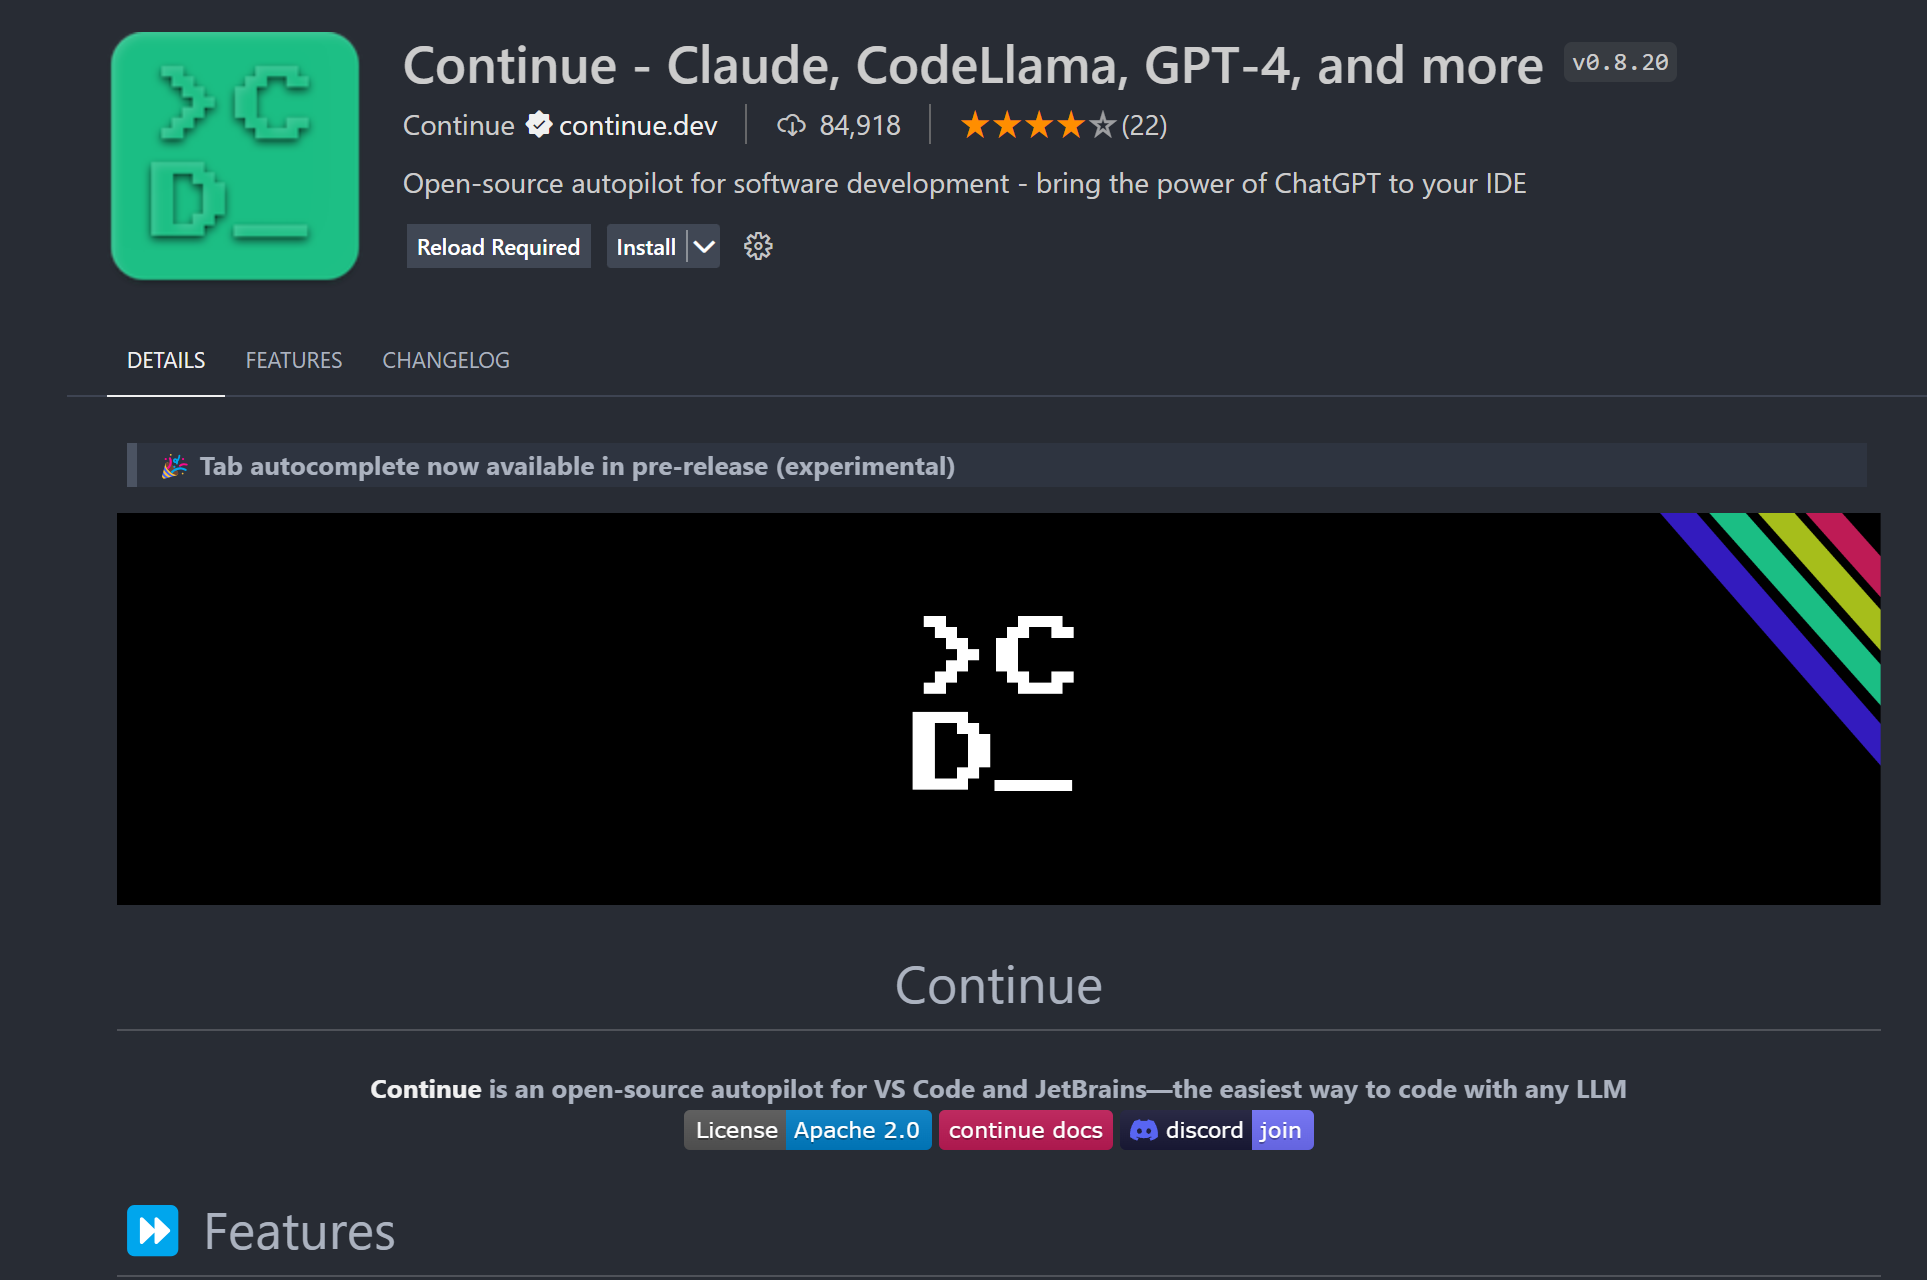 >C
D_
Continue - Claude, CodeLlama, GPT-4, and more v0.8.20
Continue continue.dev 84,918 (22)
Open-source autopilot for software development - bring the power of ChatGPT to your IDE
Reload Required Install
DETAILS FEATURES CHANGELOG
🎉 Tab autocomplete now available in pre-release (experimental)
>C
D_
Continue
Continue is an open-source autopilot for VS Code and JetBrains—the easiest way to code with any LLM
License Apache 2.0 continue docs discord join
⏩ Features